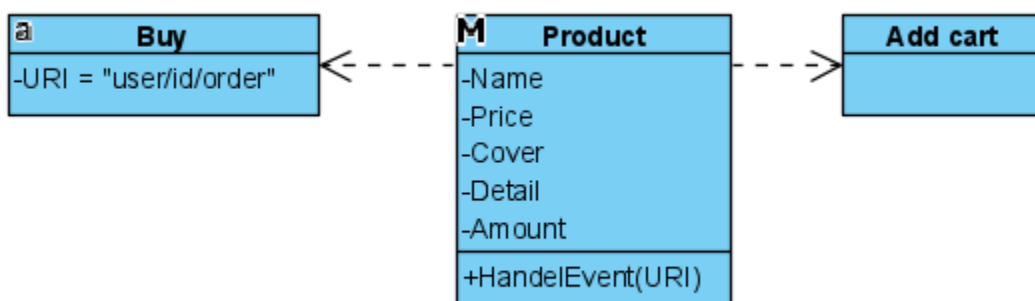 a
Buy
-URI = "user/id/order"
M
Product
-Name
-Price
-Cover
-Detail
-Amount
+HandelEvent(URI)
Add cart